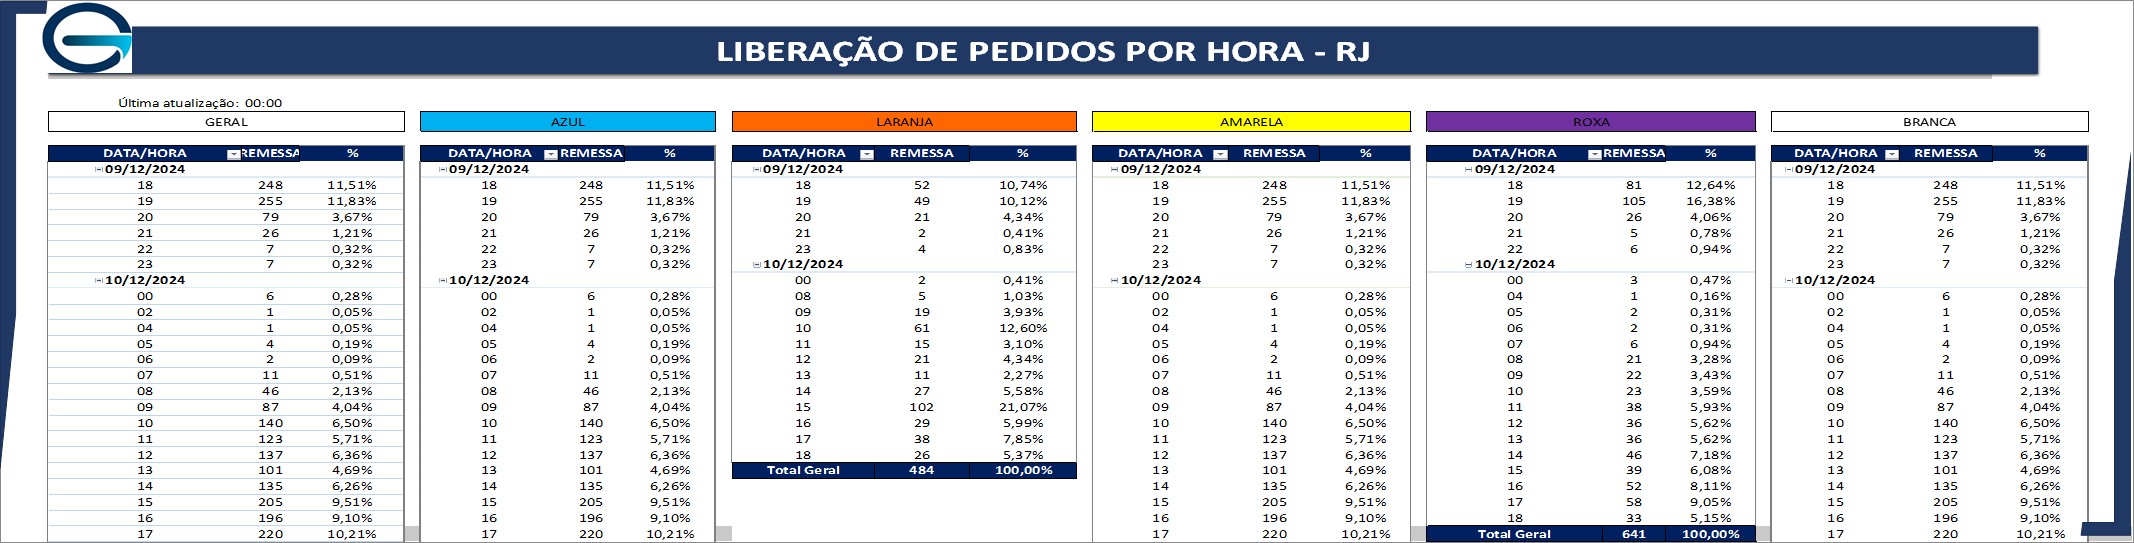 LIBERAÇÃO DE PEDIDOS POR HORA - RJ
Última atualização: 00:00
GERAL AZUL LARANJA AMARELA ROXA BRANCA
DATA/HORA REMESSA % DATA/HORA REMESSA % DATA/HORA REMESSA % DATA/HORA REMESSA % DATA/HORA REMESSA % DATA/HORA REMESSA %
09/12/2024 09/12/2024 09/12/2024 09/12/2024 09/12/2024 09/12/2024
18 248 11,51% 18 248 11,51% 18 52 10,74% 18 248 11,51% 18 81 12,64% 18 248 11,51%
19 255 11,83% 19 255 11,83% 19 49 10,12% 19 255 11,83% 19 105 16,38% 19 255 11,83%
20 79 3,67% 20 79 3,67% 20 21 4,34% 20 79 3,67% 20 26 4,06% 20 79 3,67%
21 26 1,21% 21 26 1,21% 21 2 0,41% 21 26 1,21% 21 5 0,78% 21 26 1,21%
22 7 0,32% 22 7 0,32% 23 4 0,83% 22 7 0,32% 22 6 0,94% 22 7 0,32%
23 7 0,32% 23 7 0,32% 10/12/2024 23 7 0,32% 10/12/2024 23 7 0,32%
10/12/2024 10/12/2024 00 2 0,41% 10/12/2024 00 3 0,47% 10/12/2024
00 6 0,28% 00 6 0,28% 08 5 1,03% 00 6 0,28% 04 1 0,16% 00 6 0,28%
02 1 0,05% 02 1 0,05% 09 19 3,93% 02 1 0,05% 05 2 0,31% 02 1 0,05%
04 1 0,05% 04 1 0,05% 10 61 12,60% 04 1 0,05% 06 2 0,31% 04 1 0,05%
05 4 0,19% 05 4 0,19% 11 15 3,10% 05 4 0,19% 07 6 0,94% 05 4 0,19%
06 2 0,09% 06 2 0,09% 12 21 4,34% 06 2 0,09% 08 21 3,28% 06 2 0,09%
07 11 0,51% 07 11 0,51% 13 11 2,27% 07 11 0,51% 09 22 3,43% 07 11 0,51%
08 46 2,13% 08 46 2,13% 14 27 5,58% 08 46 2,13% 10 23 3,59% 08 46 2,13%
09 87 4,04% 09 87 4,04% 15 102 21,07% 09 87 4,04% 11 38 5,93% 09 87 4,04%
10 140 6,50% 10 140 6,50% 16 29 5,99% 10 140 6,50% 12 36 5,62% 10 140 6,50%
11 123 5,71% 11 123 5,71% 17 38 7,85% 11 123 5,71% 13 36 5,62% 11 123 5,71%
12 137 6,36% 12 137 6,36% 18 26 5,37% 12 137 6,36% 14 46 7,18% 12 137 6,36%
13 101 4,69% 13 101 4,69% Total Geral 484 100,00% 13 101 4,69% 15 39 6,08% 13 101 4,69%
14 135 6,26% 14 135 6,26% 14 135 6,26% 16 52 8,11% 14 135 6,26%
15 205 9,51% 15 205 9,51% 15 205 9,51% 17 58 9,05% 15 205 9,51%
16 196 9,10% 16 196 9,10% 16 196 9,10% 18 33 5,15% 16 196 9,10%
17 220 10,21% 17 220 10,21% 17 220 10,21% Total Geral 641 100,00% 17 220 10,21%